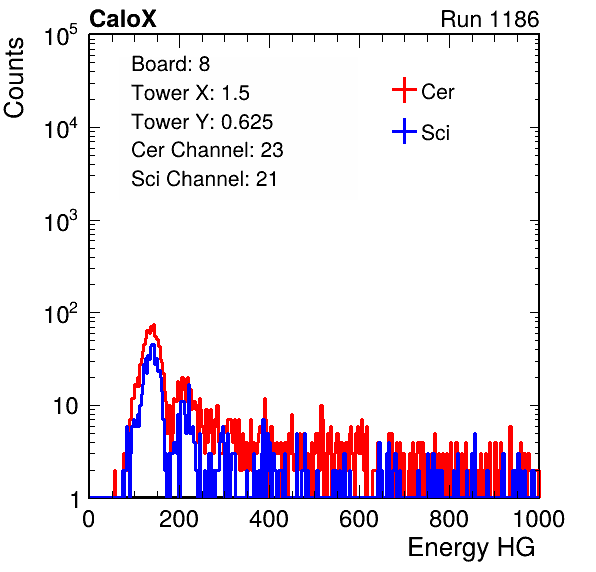 CaloX Run 1186
Board: 8
Tower X: 1.5
Tower Y: 0.625
Cer Channel: 23
Sci Channel: 21
Cer
Sci
Counts
10^5
10^4
10^3
10^2
10
1
0 200 400 600 800 1000
Energy HG